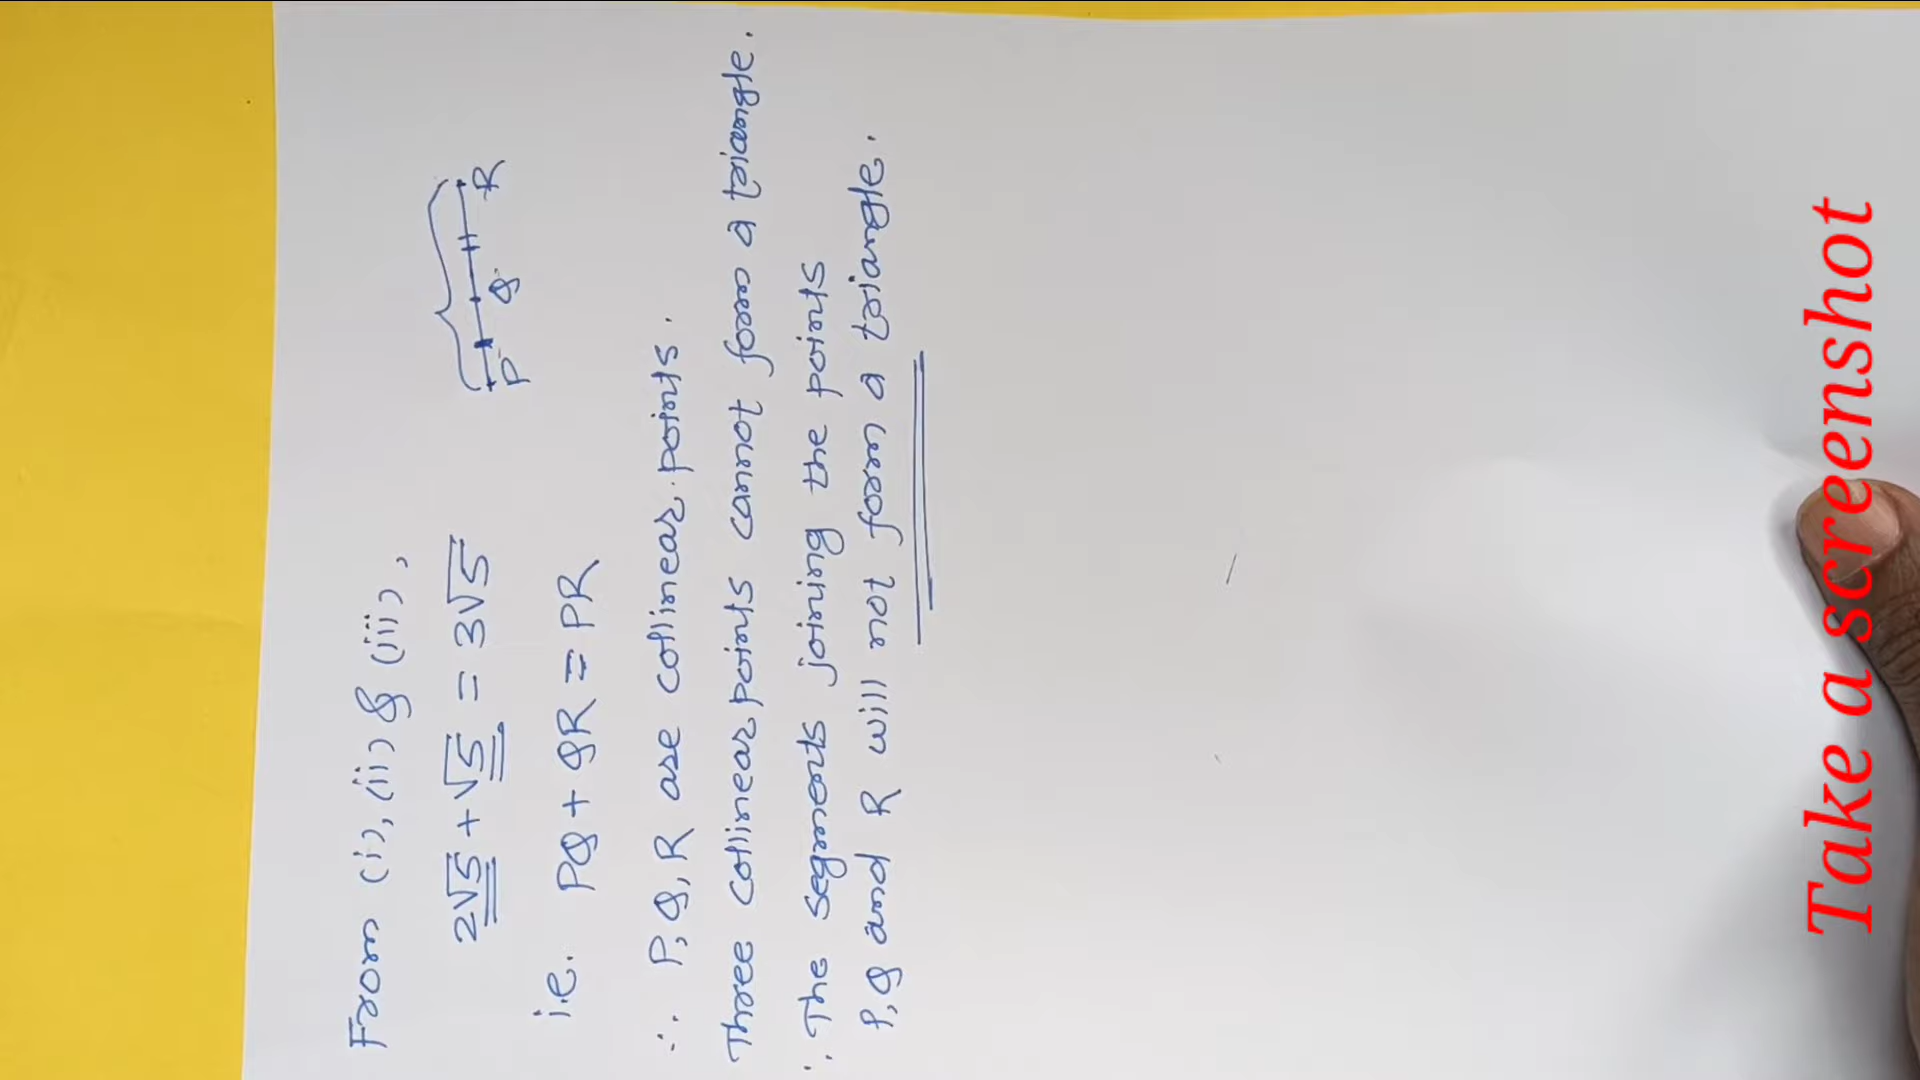 From (i), (ii) & (iii),
2√5 + √5 = 3√5
i.e. PQ + QR = PR
P Q R
∴ P, Q, R are collinear points.
Three collinear points cannot form a triangle.
∴ The segments joining the points
P, Q and R will not form a triangle.
Take a screenshot